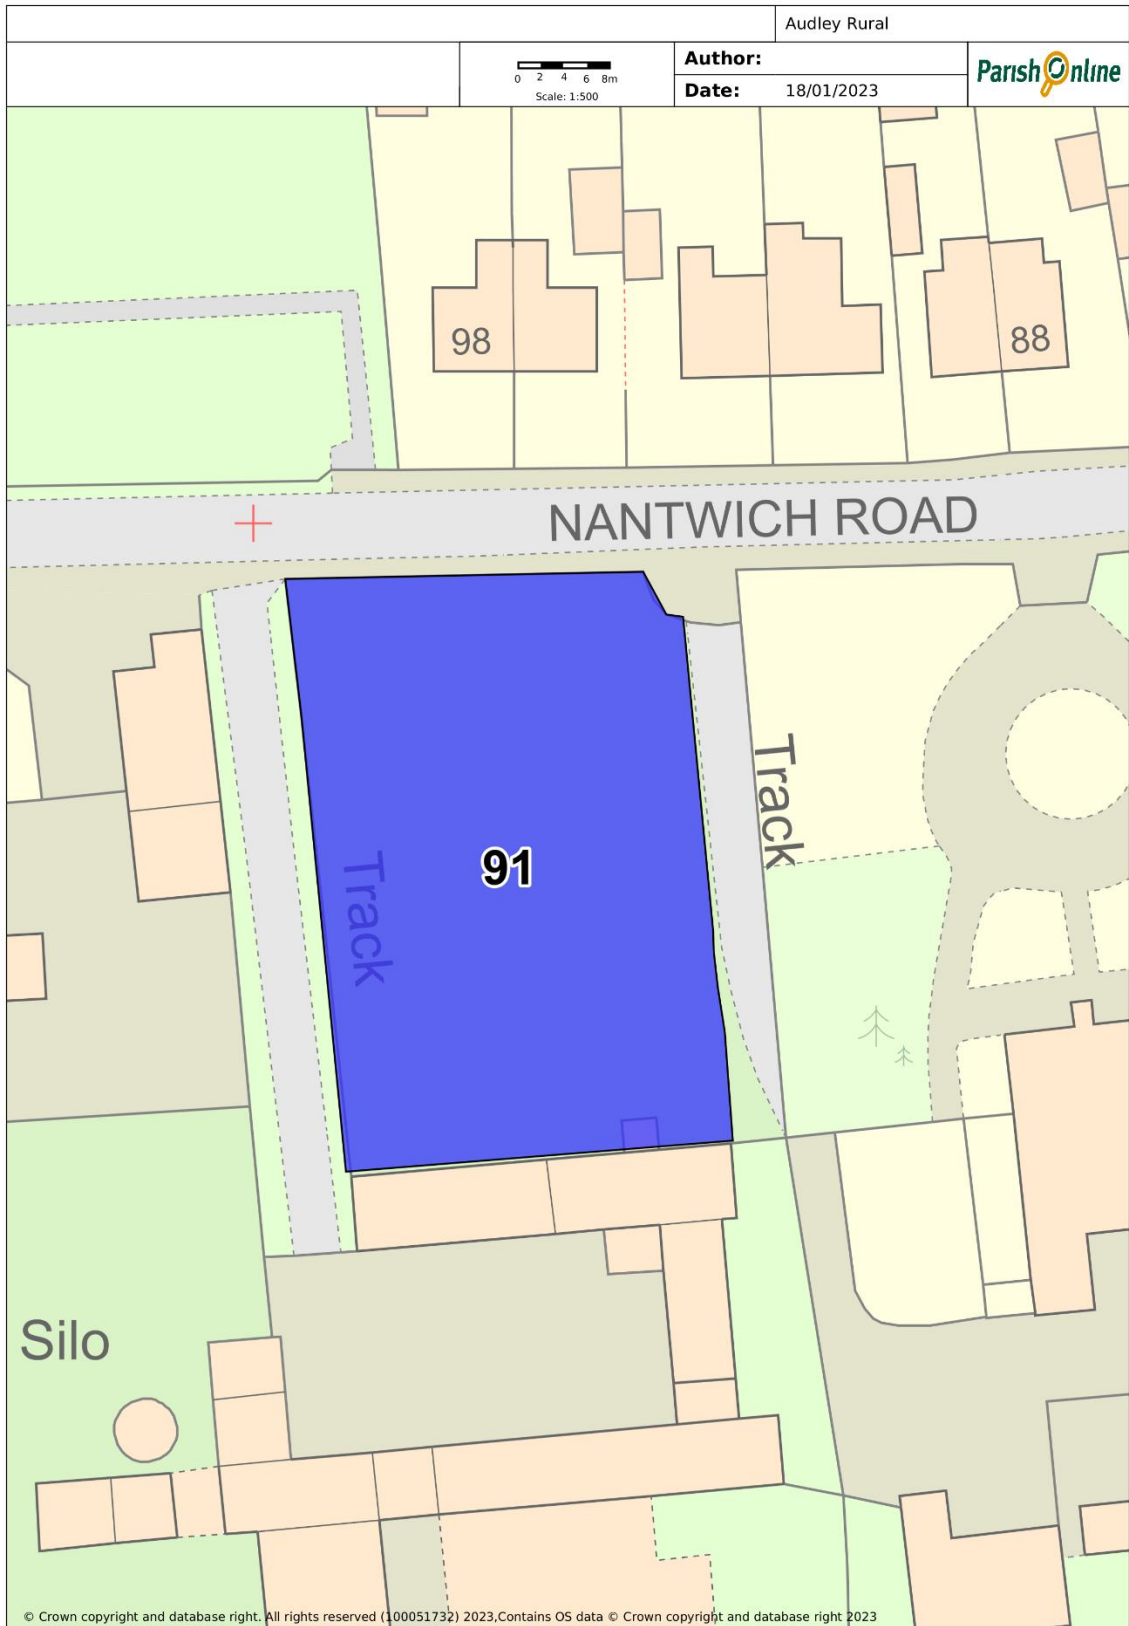 Audley Rural
Author:
0 2 4 6 8m
Scale: 1:500
Date: 18/01/2023
Parish Online
98
88
NANTWICH ROAD
Track
91
Track
Silo
© Crown copyright and database right. All rights reserved (100051732) 2023,Contains OS data © Crown copyright and database right 2023